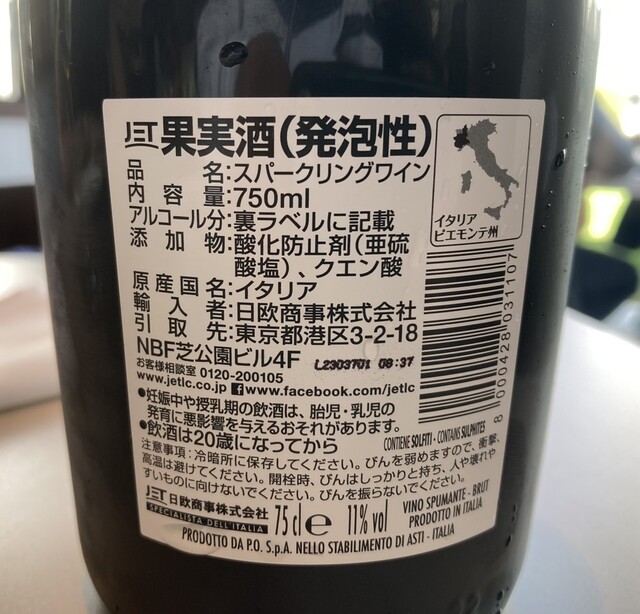 JET 果実酒(発泡性)
品名:スパークリングワイン
内容量:750ml
アルコール分:裏ラベルに記載
添加物:酸化防止剤(亜硫
酸塩)、クエン酸
原産国名:イタリア
輸入者:日欧商事株式会社
引取先:東京都港区3-2-18
NBF芝公園ビル4F L2303701 08:37
お客様相談室 0120-200105
www.jetlc.co.jp f www.facebook.com/jetlc
●妊娠中や授乳期の飲酒は、胎児・乳児の
発育に悪影響を与えるおそれがあります。
●飲酒は20歳になってから
CONTIENE SOLFITI - CONTAINS SULPHITES
注意事項:冷暗所に保存してください。びんを弱めますので、衝撃、
高温は避けてください。開栓時、びんはしっかりと持ち、人や壊れや
すいものに向けないでください。びんを振らないでください。
JET 日欧商事株式会社
SPECIALISTA DELL'ITALIA
75 cl e 11% vol
VINO SPUMANTE - BRUT
PRODOTTO IN ITALIA
PRODOTTO DA P.O. S.p.A. NELLO STABILIMENTO DI ASTI - ITALIA
イタリア
ピエモンテ州
8 000428 031107